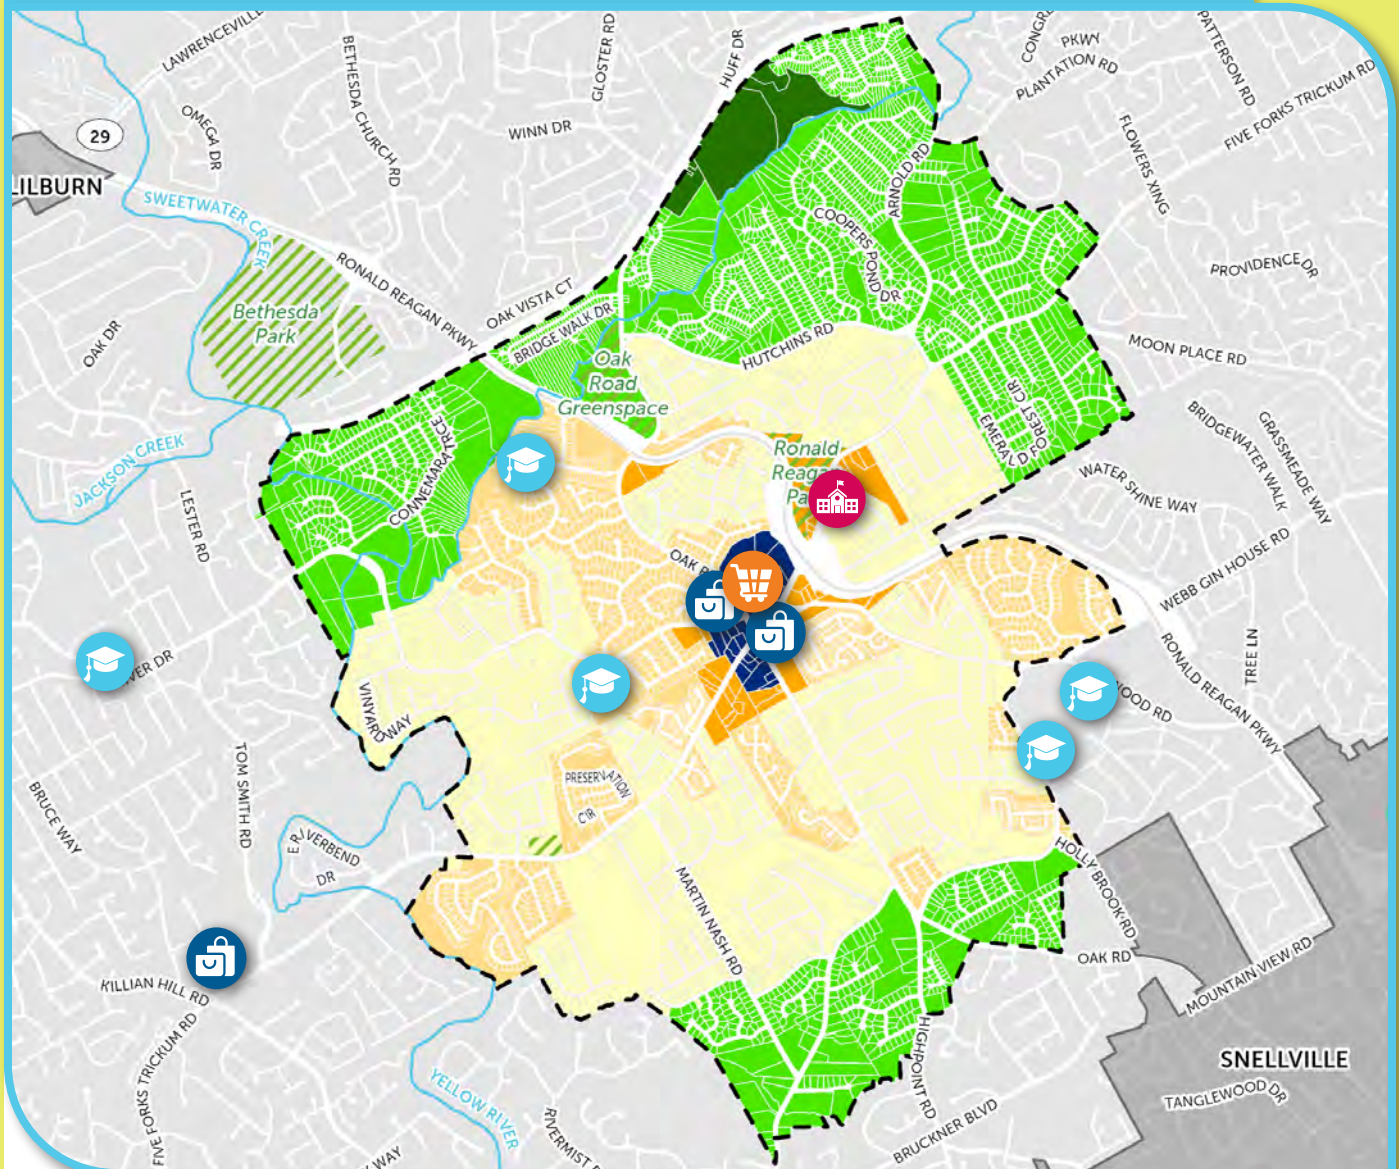 LAWRENCEVILLE
GLOSTER RD
HUFF DR
PKWY
PLANTATION RD
PATTERSON RD
FIVE FORKS TRICKUM RD
BETHESDA CHURCH RD
OMEGA DR
WINN DR
29
FLOWERS XING
LILBURN
ARNOLD RD
SWEETWATER CREEK
COOPERS POND DR
RONALD REAGAN PKWY
PROVIDENCE DR
OAK VISTA CT
Bethesda
Park
BRIDGE WALK DR
OAK DR
HUTCHINS RD
MOON PLACE RD
Oak
Road
Greenspace
EMERALD FOREST CIR
BRIDGEWATER WALK
GRASSMEADE WAY
CONNEMARA TRCE
JACKSON CREEK
Ronald
WATER SHINE WAY
LESTER RD
WEBB GIN HOUSE RD
RONALD REAGAN PKWY
TREE LN
VINYARD WAY
TOM SMITH RD
BRUCE WAY
PRESERVATION
CIR
E RIVERBEND
DR
HOLLY BROOK RD
MARTIN NASH RD
OAK RD
MOUNTAIN VIEW RD
KILLIAN HILL RD
FIVE FORKS TRICKUM RD
HIGHPOINT RD
SNELLVILLE
YELLOW RIVER
TANGLEWOOD DR
BRUCKNER BLVD